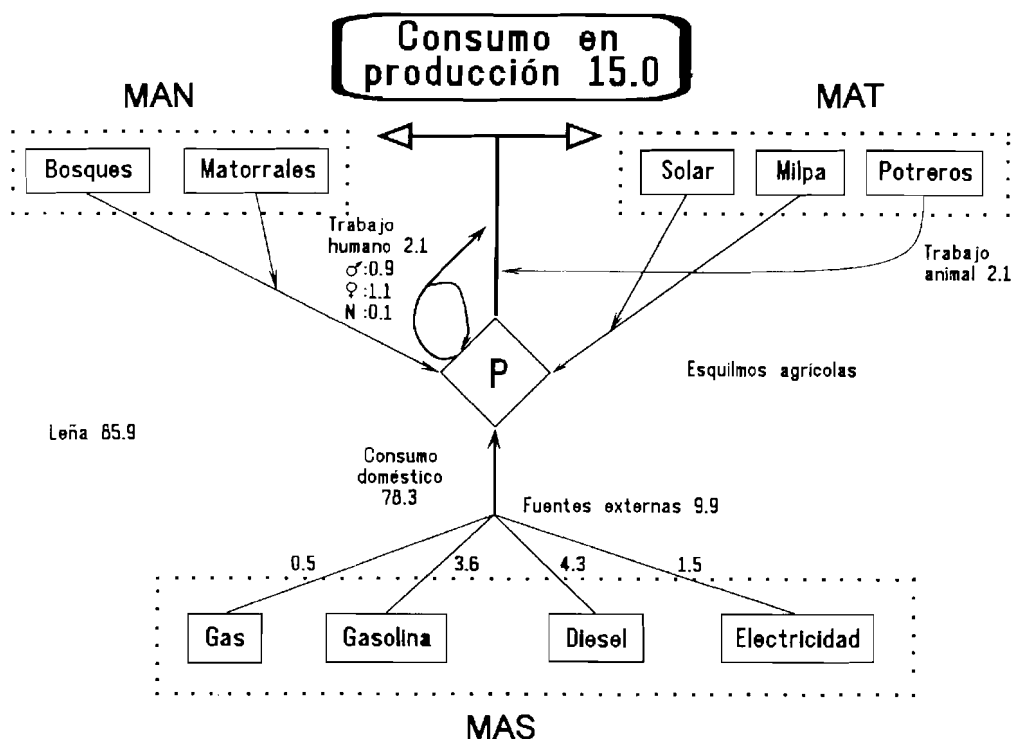 Consumo en
producción 15.0
MAN
MAT
Bosques
Matorrales
Solar
Milpa
Potreros
Trabajo
humano 2.1
♂:0.9
♀:1.1
N :0.1
Trabajo
animal 2.1
P
Esquilmos agrícolas
Leña 85.9
Consumo
doméstico
78.3
Fuentes externas 9.9
0.5
3.6
4.3
1.5
Gas
Gasolina
Diesel
Electricidad
MAS